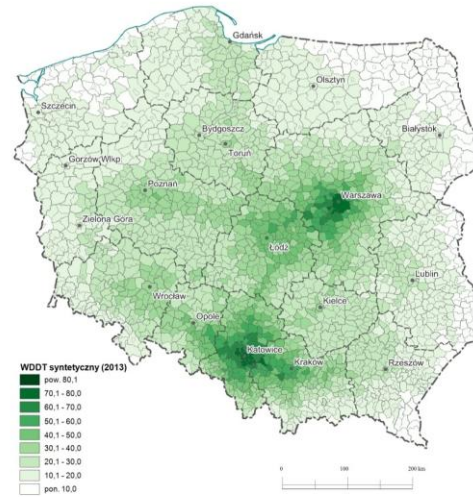 Gdańsk
Olsztyn
Szczecin
Bydgoszcz
Białystok
Toruń
Gorzów Wlkp
Poznań
Warszawa
Zielona Góra
Łódź
Lublin
Wrocław
Kielce
Opole
Katowice
Kraków
Rzeszów
WDDT syntetyczny (2013)
pow. 80,1
70,1 - 80,0
60,1 - 70,0
50,1 - 60,0
40,1 - 50,0
30,1 - 40,0
20,1 - 30,0
10,1 - 20,0
pon. 10,0
0 100 200 km